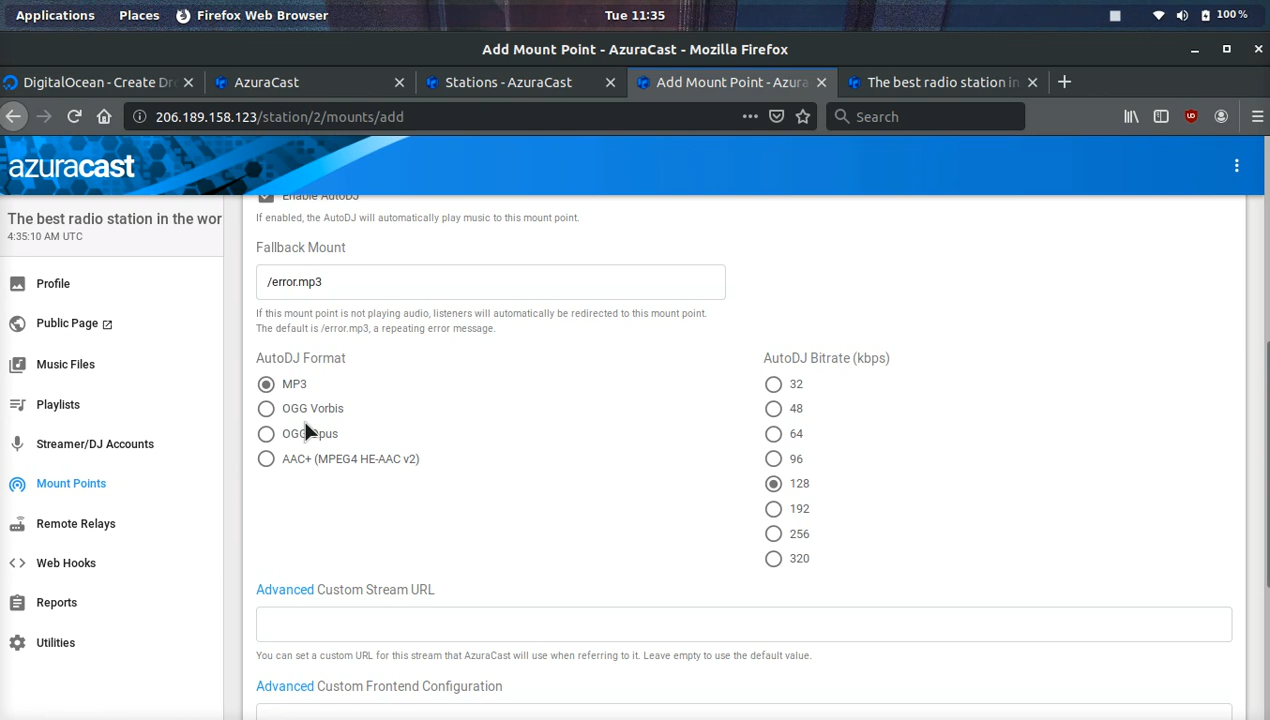 Applications Places Firefox Web Browser Tue 11:35 100 %
Add Mount Point - AzuraCast - Mozilla Firefox
DigitalOcean - Create Dr AzuraCast Stations - AzuraCast Add Mount Point - Azura The best radio station in
206.189.158.123/station/2/mounts/add Search
azuracast
The best radio station in the wor
4:35:10 AM UTC
Profile
Public Page
Music Files
Playlists
Streamer/DJ Accounts
Mount Points
Remote Relays
Web Hooks
Reports
Utilities
Enable AutoDJ
If enabled, the AutoDJ will automatically play music to this mount point.
Fallback Mount
/error.mp3
If this mount point is not playing audio, listeners will automatically be redirected to this mount point.
The default is /error.mp3, a repeating error message.
AutoDJ Format
MP3
OGG Vorbis
OGG Opus
AAC+ (MPEG4 HE-AAC v2)
AutoDJ Bitrate (kbps)
32
48
64
96
128
192
256
320
Advanced Custom Stream URL
You can set a custom URL for this stream that AzuraCast will use when referring to it. Leave empty to use the default value.
Advanced Custom Frontend Configuration